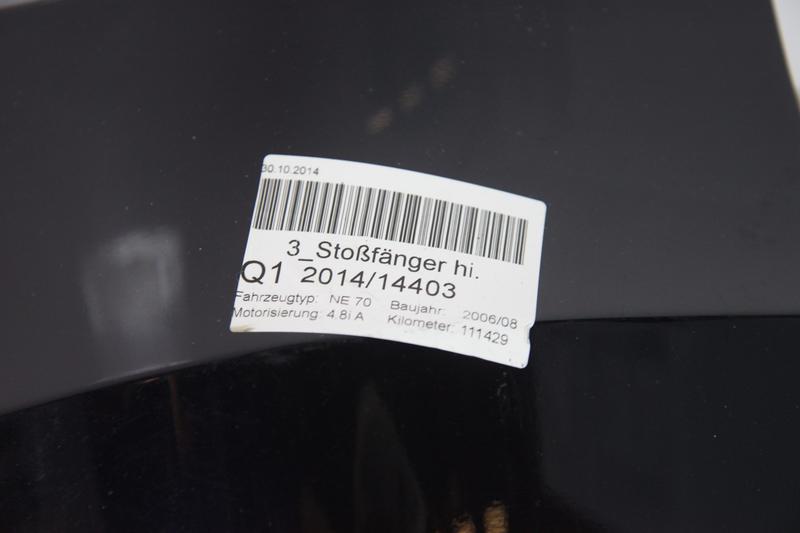 30.10.2014
3_Stoßfänger hi.
Q1 2014/14403
Fahrzeugtyp: NE 70 Baujahr: 2006/08
Motorisierung: 4.8i A Kilometer: 111429